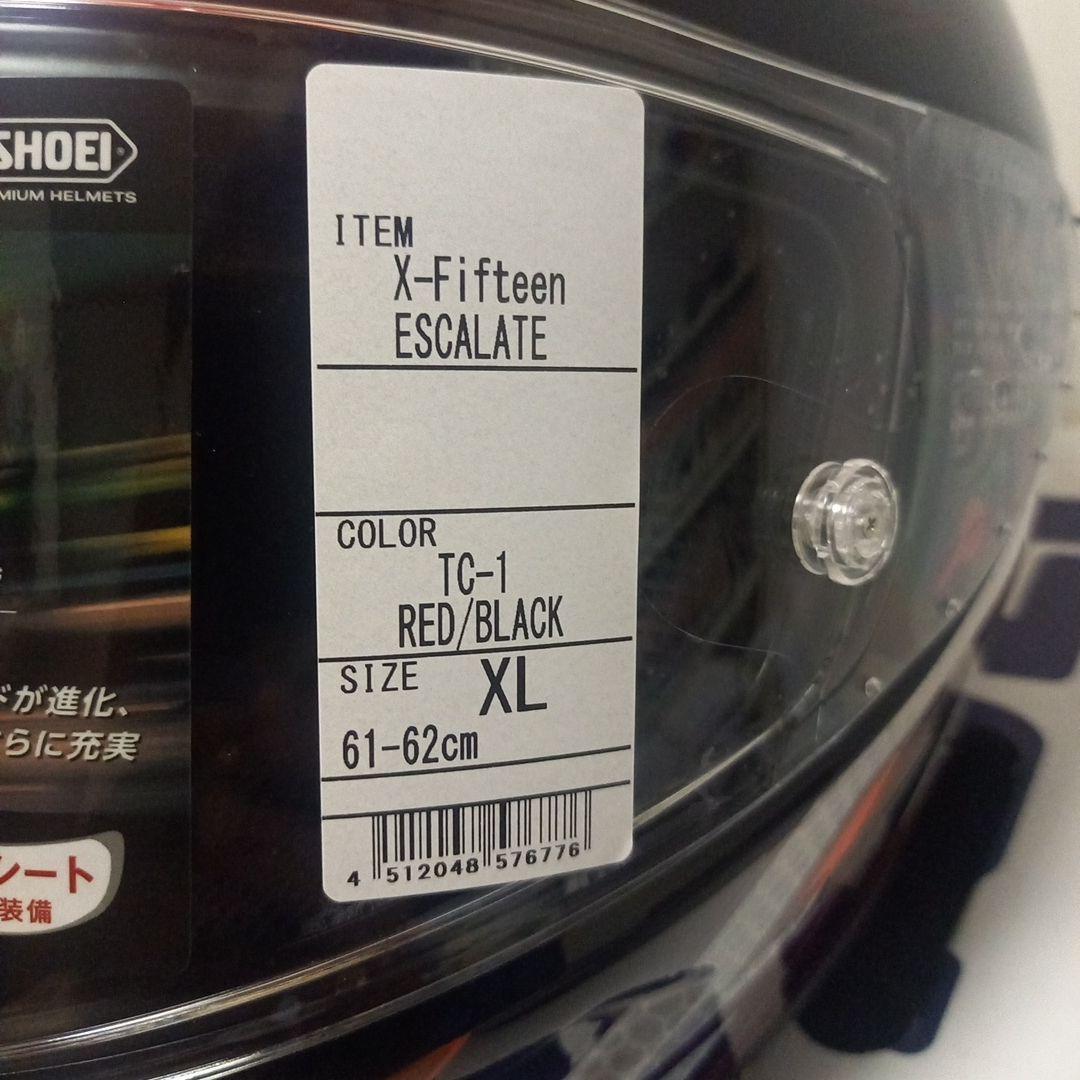 SHOEI
MIUM HELMETS
ドが進化、
らに充実
シート
装備
ITEM
X-Fifteen
ESCALATE
COLOR
TC-1
RED/BLACK
SIZE
XL
61-62cm
4 512048 576776